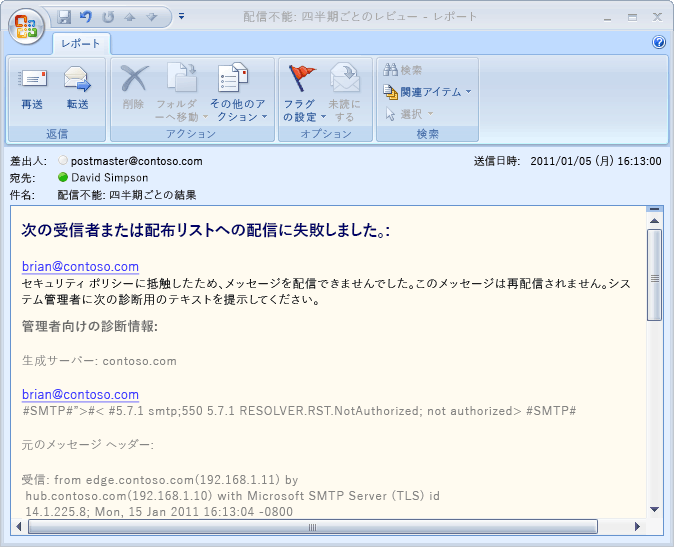 配信不能: 四半期ごとのレビュー - レポート
レポート
再送
転送
返信
削除
フォルダーへ移動
その他のアクション
アクション
フラグの設定
未読にする
オプション
検索
関連アイテム
選択
検索
差出人: postmaster@contoso.com
送信日時: 2011/01/05 (月) 16:13:00
宛先: David Simpson
件名: 配信不能: 四半期ごとの結果
次の受信者または配布リストへの配信に失敗しました。:
brian@contoso.com
セキュリティ ポリシーに抵触したため、メッセージを配信できませんでした。このメッセージは再配信されません。シス
テム管理者に次の診断用のテキストを提示してください。
管理者向けの診断情報:
生成サーバー: contoso.com
brian@contoso.com
#SMTP#">#< #5.7.1 smtp;550 5.7.1 RESOLVER.RST.NotAuthorized; not authorized> #SMTP#
元のメッセージ ヘッダー:
受信: from edge.contoso.com(192.168.1.11) by
hub.contoso.com(192.168.1.10) with Microsoft SMTP Server (TLS) id
14.1.225.8; Mon, 15 Jan 2011 16:13:04 -0800